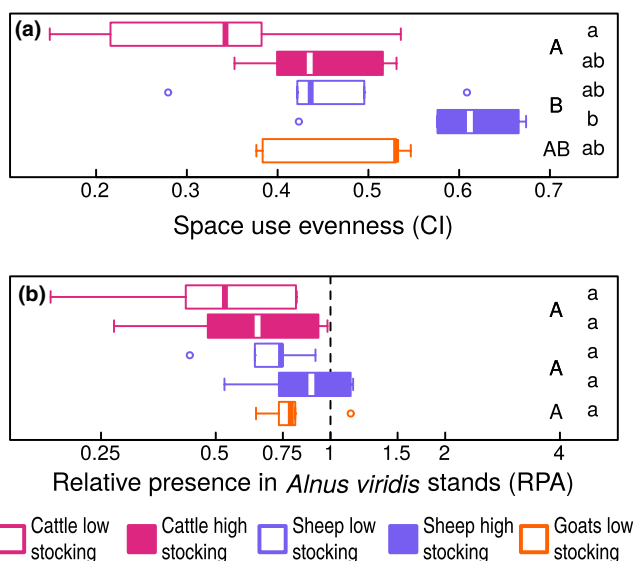 (a)
a
A
ab
ab
B
b
AB ab
0.2 0.3 0.4 0.5 0.6 0.7
Space use evenness (CI)
(b)
a
A
a
a
A
a
A a
0.25 0.5 0.75 1 1.5 2 4
Relative presence in Alnus viridis stands (RPA)
Cattle low stocking
Cattle high stocking
Sheep low stocking
Sheep high stocking
Goats low stocking